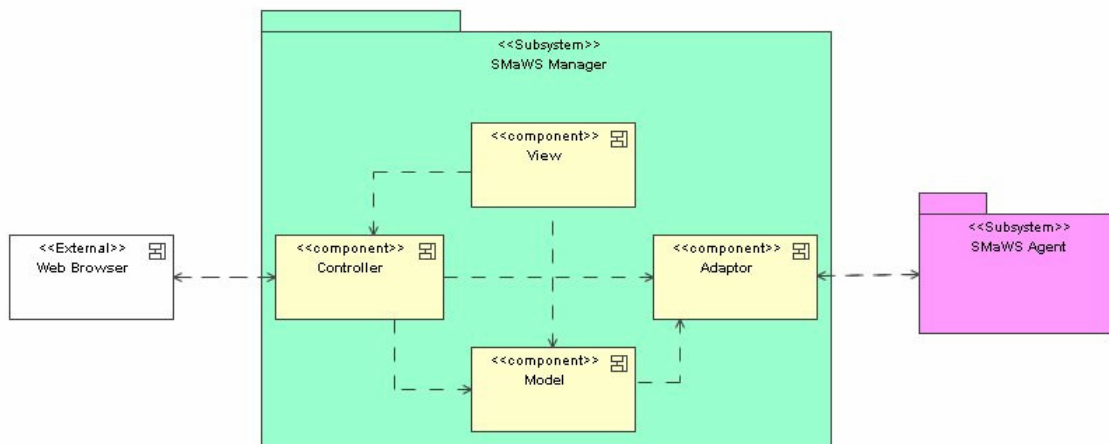 <<Subsystem>>
SMaWS Manager
<<component>>
View
<<External>>
Web Browser
<<component>>
Controller
<<component>>
Adaptor
<<Subsystem>>
SMaWS Agent
<<component>>
Model